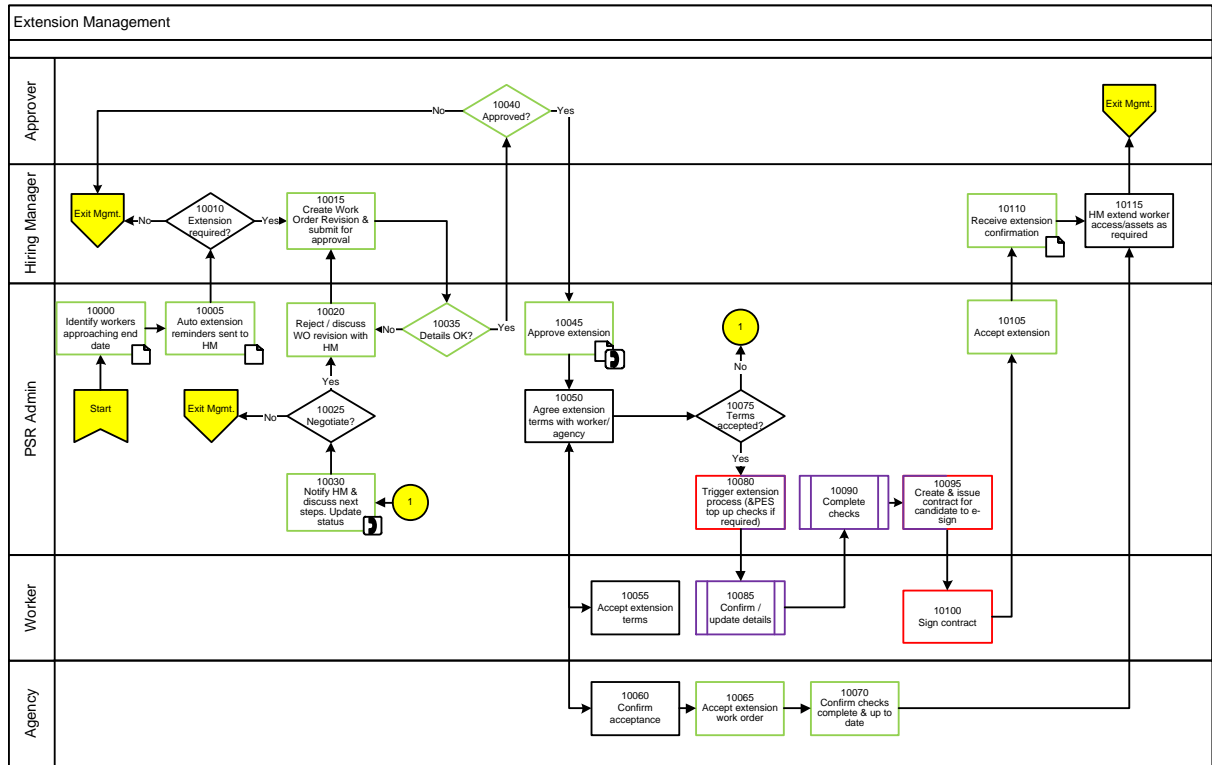 Extension Management
Approver
10040
Approved?
No
Yes
Exit Mgmt.
Hiring Manager
Exit Mgmt.
No
10010
Extension
required?
Yes
10015
Create Work
Order Revision &
submit for
approval
10110
Receive extension
confirmation
10115
HM extend worker
access/assets as
required
PSR Admin
10000
Identify workers
approaching end
date
10005
Auto extension
reminders sent to
HM
10020
Reject / discuss
WO revision with
HM
No
10035
Details OK?
Yes
10045
Approve extension
1
No
10105
Accept extension
Start
Exit Mgmt.
No
Yes
10025
Negotiate?
10050
Agree extension
terms with worker/
agency
10075
Terms
accepted?
Yes
10030
Notify HM &
discuss next
steps. Update
status
1
10080
Trigger extension
process (&PES
top up checks if
required)
10090
Complete
checks
10095
Create & issue
contract for
candidate to e-
sign
Worker
10055
Accept extension
terms
10085
Confirm /
update details
10100
Sign contract
Agency
10060
Confirm
acceptance
10065
Accept extension
work order
10070
Confirm checks
complete & up to
date